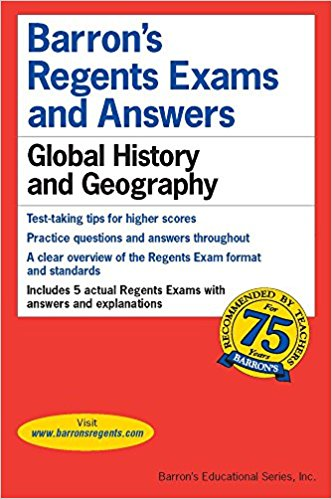 Barron's
Regents Exams
and Answers
Global History
and Geography
Test-taking tips for higher scores
Practice questions and answers throughout
A clear overview of the Regents Exam format
and standards
Includes 5 actual Regents Exams with
answers and explanations
RECOMMENDED BY TEACHERS
For
75
Years
BARRON'S
Visit
www.barronsregents.com
Barron's Educational Series, Inc.